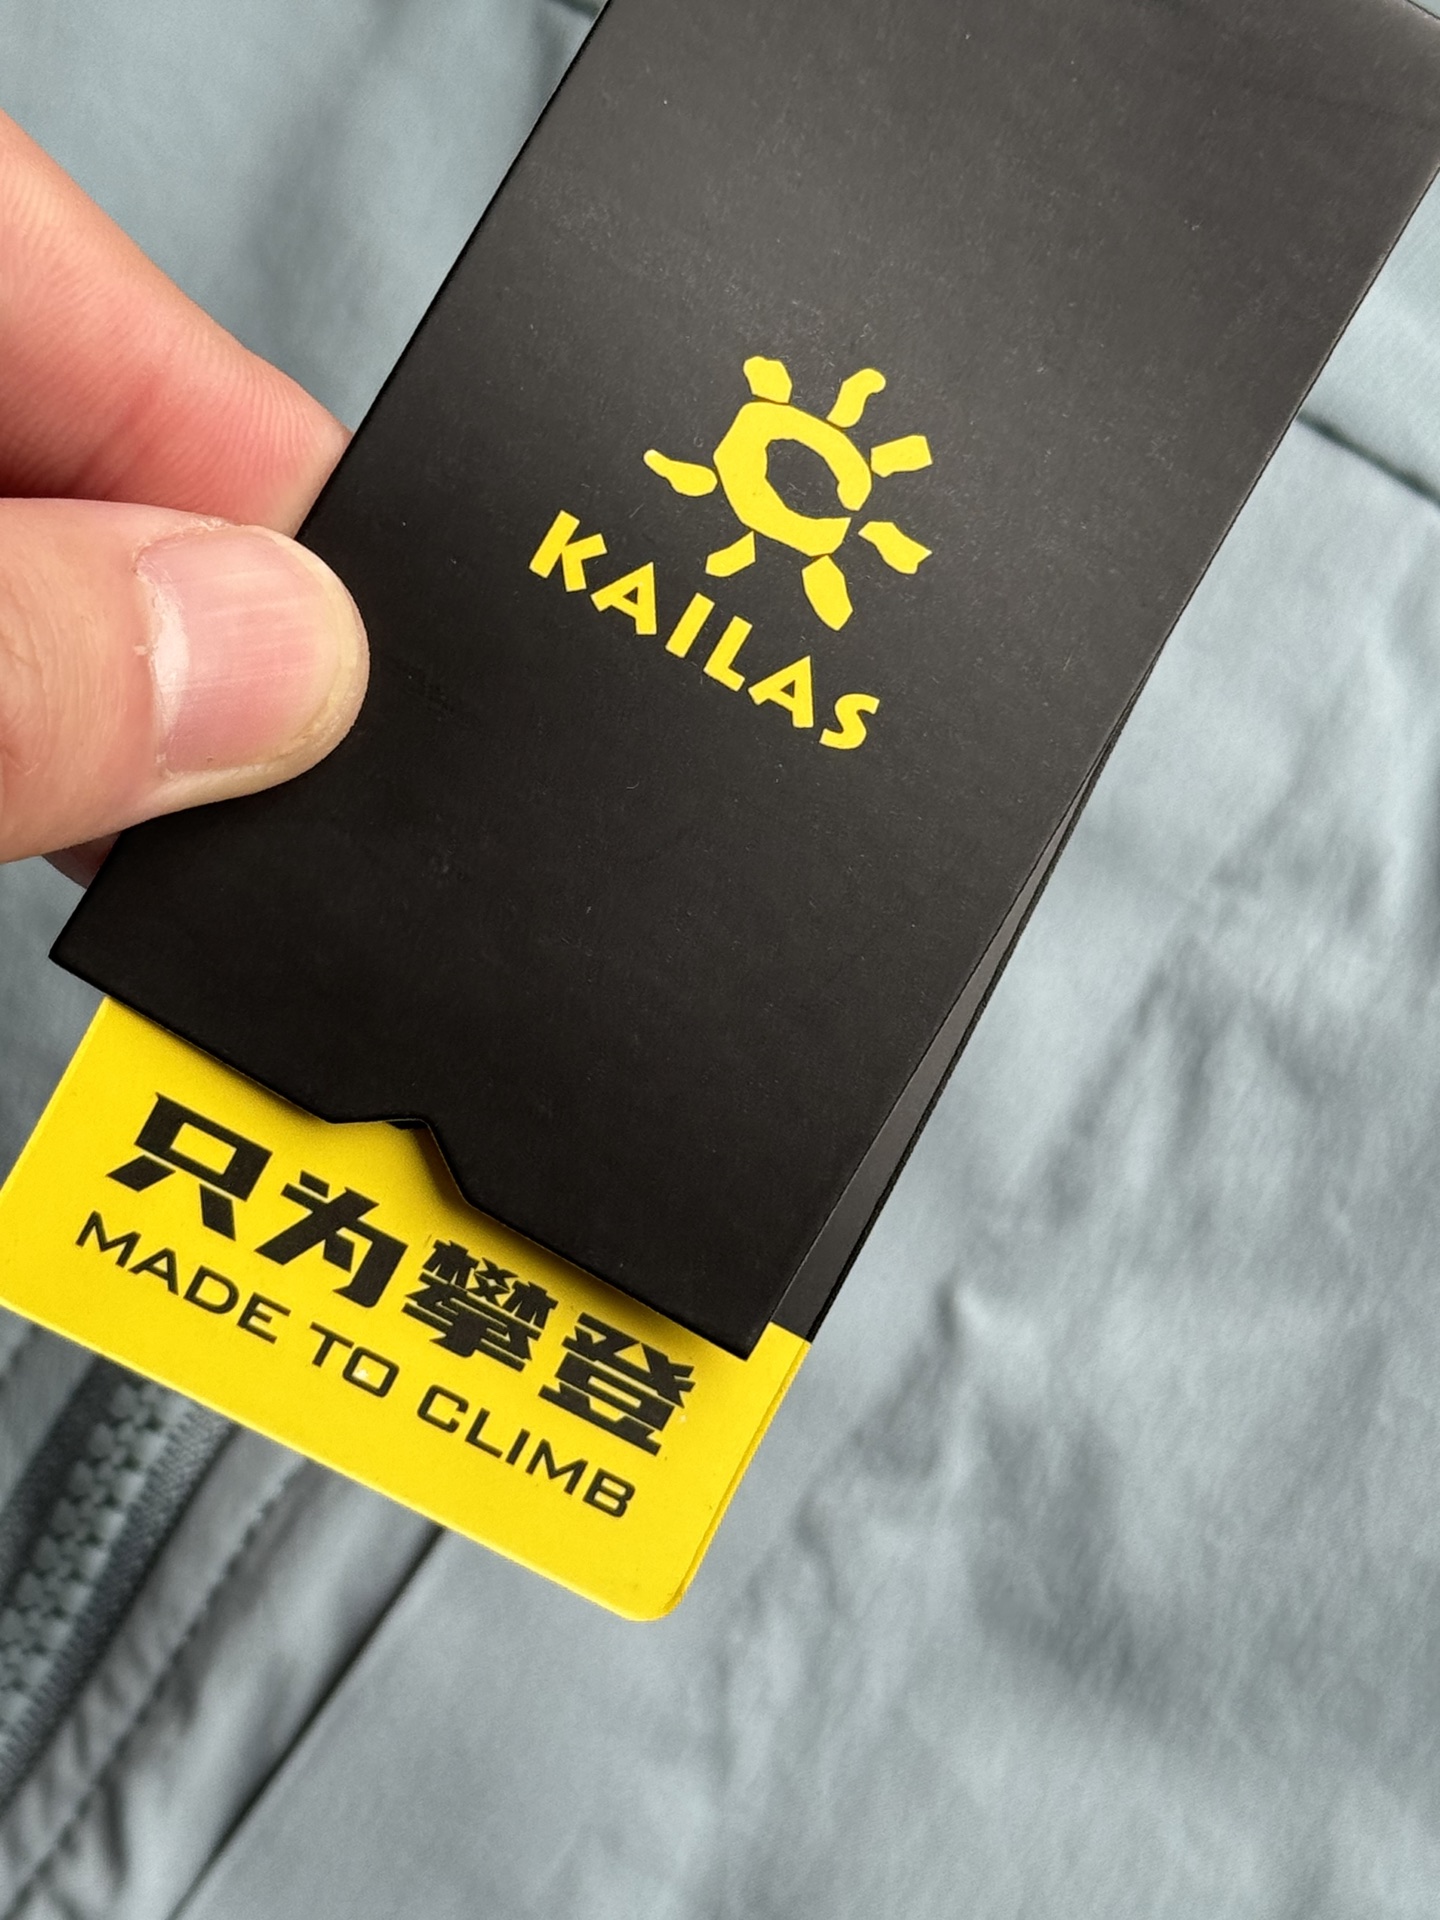 KAILAS
只为攀登
MADE TO CLIMB